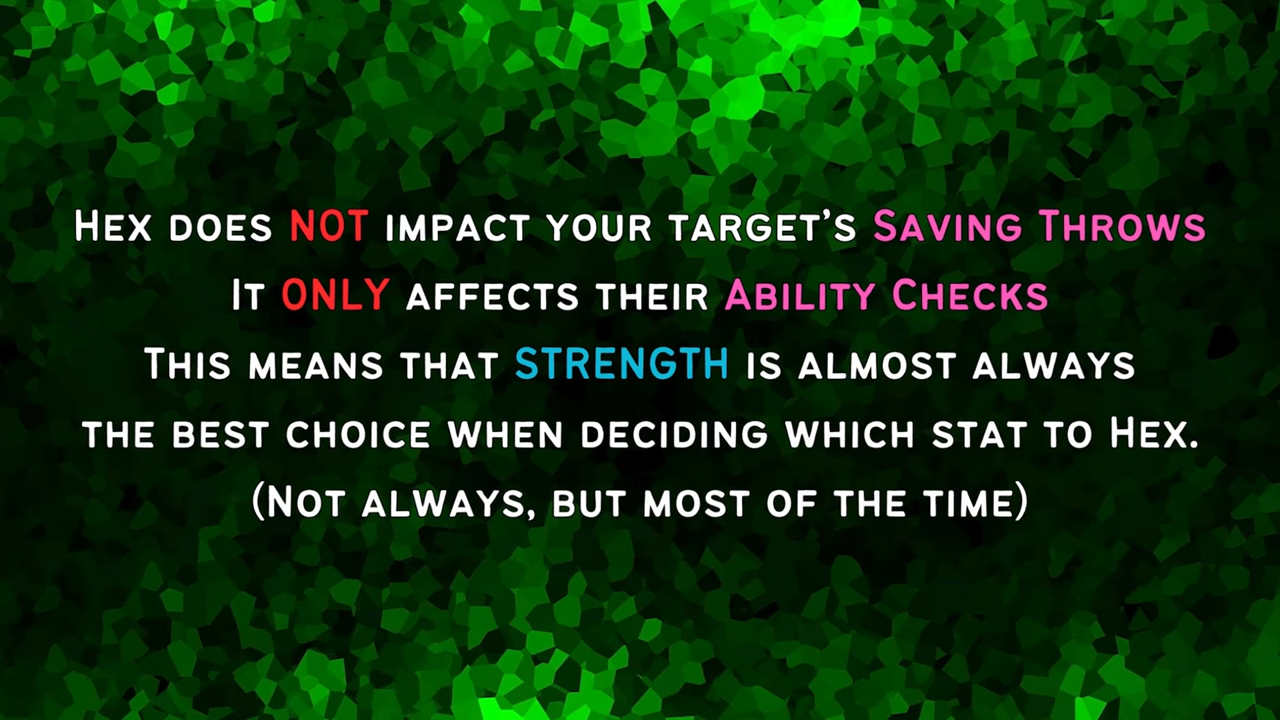 Hex does NOT impact your target's Saving Throws
It ONLY affects their Ability Checks
This means that STRENGTH is almost always
the best choice when deciding which stat to Hex.
(Not always, but most of the time)